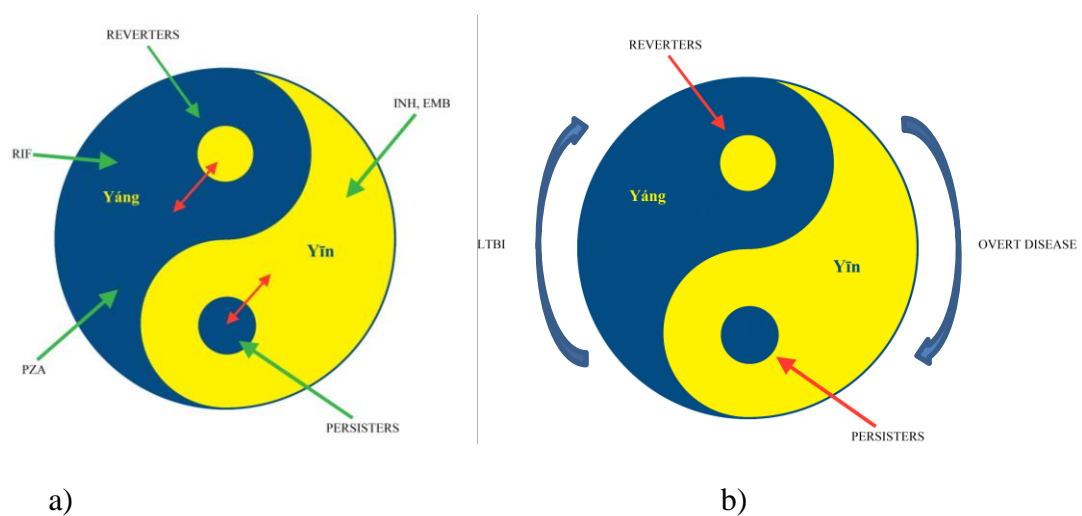 REVERTERS
INH, EMB
RIF
Yáng
Yīn
PZA
PERSISTERS
a)
REVERTERS
Yáng
LTBI
OVERT DISEASE
Yīn
PERSISTERS
b)